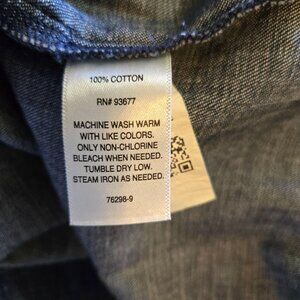 100% COTTON
RN# 93677
MACHINE WASH WARM
WITH LIKE COLORS.
ONLY NON-CHLORINE
BLEACH WHEN NEEDED.
TUMBLE DRY LOW.
STEAM IRON AS NEEDED.
76298-9